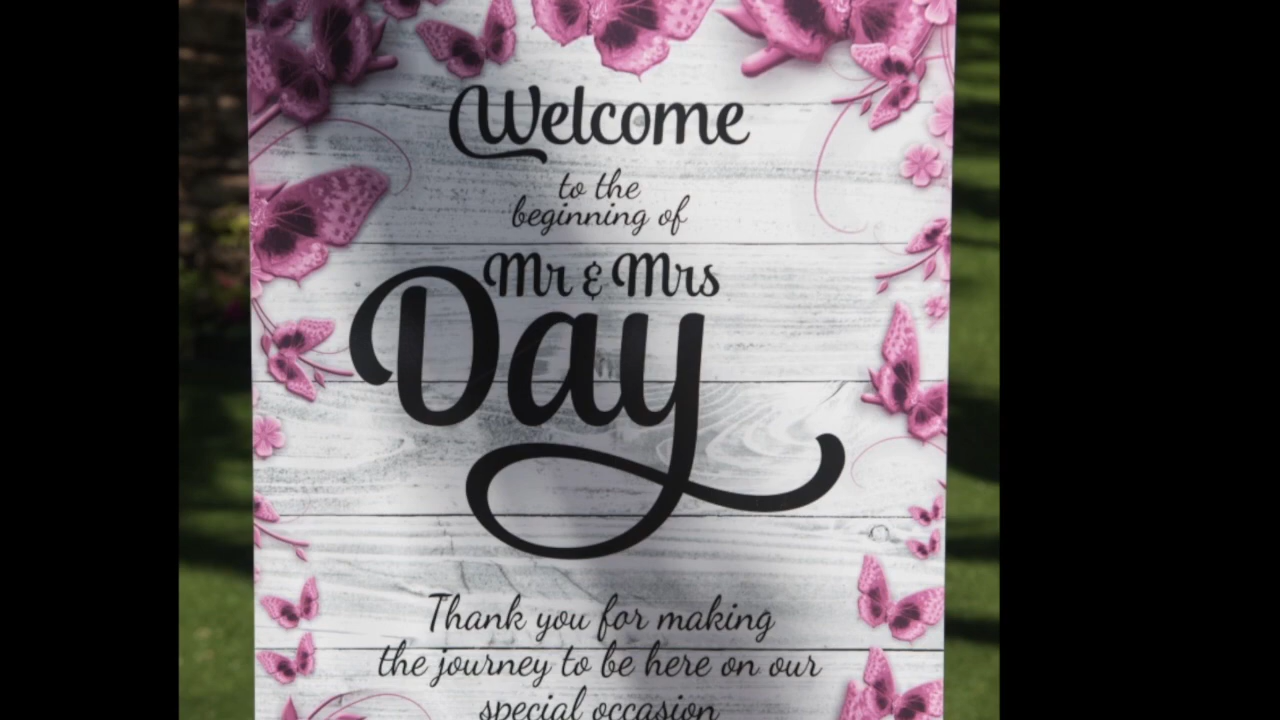 Welcome
to the
beginning of
Mr & Mrs
Day
Thank you for making
the journey to be here on our
special occasion